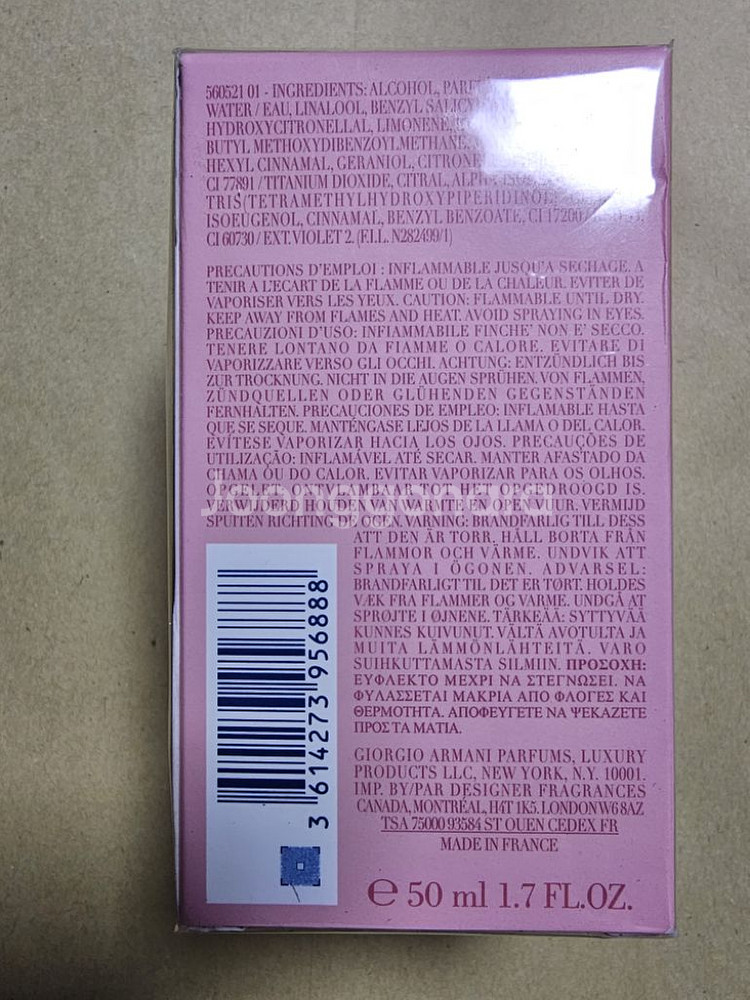 560521 01 - INGREDIENTS: ALCOHOL,
WATER / EAU, LINALOOL, BENZYL
HYDROXYCITRONELLAL, LIMONENE,
BUTYL METHOXYDIBENZOYLMETHANE,
HEXYL CINNAMAL, GERANIOL,
CI 77891 / TITANIUM DIOXIDE, CITRAL,
TRIS(TETRAMETHYLHYDROXYPIPERIDINOL)
ISOEUGENOL, CINNAMAL, BENZYL BENZOATE, CI 17200
CI 60730 / EXT. VIOLET 2. (F.I.L. N282499/1)
PRECAUTIONS D'EMPLOI : INFLAMMABLE JUSQU'A SECHAGE. A
TENIR A L'ECART DE LA FLAMME OU DE LA CHALEUR. EVITER DE
VAPORISER VERS LES YEUX. CAUTION: FLAMMABLE UNTIL DRY.
KEEP AWAY FROM FLAMES AND HEAT. AVOID SPRAYING IN EYES.
PRECAUZIONI D'USO: INFIAMMABILE FINCHE' NON E' SECCO.
TENERE LONTANO DA FIAMME O CALORE. EVITARE DI
VAPORIZZARE VERSO GLI OCCHI. ACHTUNG: ENTZÜNDLICH BIS
ZUR TROCKNUNG. NICHT IN DIE AUGEN SPRÜHEN. VON FLAMMEN,
ZÜNDQUELLEN ODER GLÜHENDEN GEGENSTÄNDEN
FERNHALTEN. PRECAUCIONES DE EMPLEO: INFLAMABLE HASTA
QUE SE SEQUE. MANTÉNGASE LEJOS DE LA LLAMA O DEL CALOR.
EVÍTESE VAPORIZAR HACIA LOS OJOS. PRECAUÇÕES DE
UTILIZAÇÃO: INFLAMÁVEL ATÉ SECAR. MANTER AFASTADO DA
CHAMA OU DO CALOR. EVITAR VAPORIZAR PARA OS OLHOS.
OPGELET: ONTVLAMBAAR TOT HET OPGEDROOGD IS.
VERWIJDERD HOUDEN VAN WARMTE EN OPEN VUUR. VERMIJD
SPUITEN RICHTING DE OGEN. VARNING: BRANDFARLIG TILL DESS
ATT DEN ÄR TORR. HÅLL BORTA FRÅN
FLAMMOR OCH VÄRME. UNDVIK ATT
SPRAYA I ÖGONEN. ADVARSEL:
BRANDFARLIGT TIL DET ER TØRT. HOLDES
VÆK FRA FLAMMER OG VARME. UNDGÅ AT
SPRØJTE I ØJNENE. TÄRKEÄÄ: SYTTYVÄÄ
KUNNES KUIVUNUT. VÄLTÄ AVOTULTA JA
MUITA LÄMMÖNLÄHTEITÄ. VARO
SUIHKUTTAMASTA SILMIIN. ΠΡΟΣΟΧΗ:
ΕΥΦΛΕΚΤΟ ΜΕΧΡΙ ΝΑ ΣΤΕΓΝΩΣΕΙ. ΝΑ
ΦΥΛΑΣΣΕΤΑΙ ΜΑΚΡΙΑ ΑΠΟ ΦΛΟΓΕΣ ΚΑΙ
ΘΕΡΜΟΤΗΤΑ. ΑΠΟΦΕΥΓΕΤΕ ΝΑ ΨΕΚΑΖΕΤΕ
ΠΡΟΣ ΤΑ ΜΑΤΙΑ.
GIORGIO ARMANI PARFUMS, LUXURY
PRODUCTS LLC, NEW YORK, N.Y. 10001.
IMP. BY/PAR DESIGNER FRAGRANCES
CANADA, MONTRÉAL, H4T 1K5. LONDON W6 8AZ
TSA 75000 93584 ST OUEN CEDEX FR
MADE IN FRANCE
℮ 50 ml 1.7 FL.OZ.
3 614273 956888